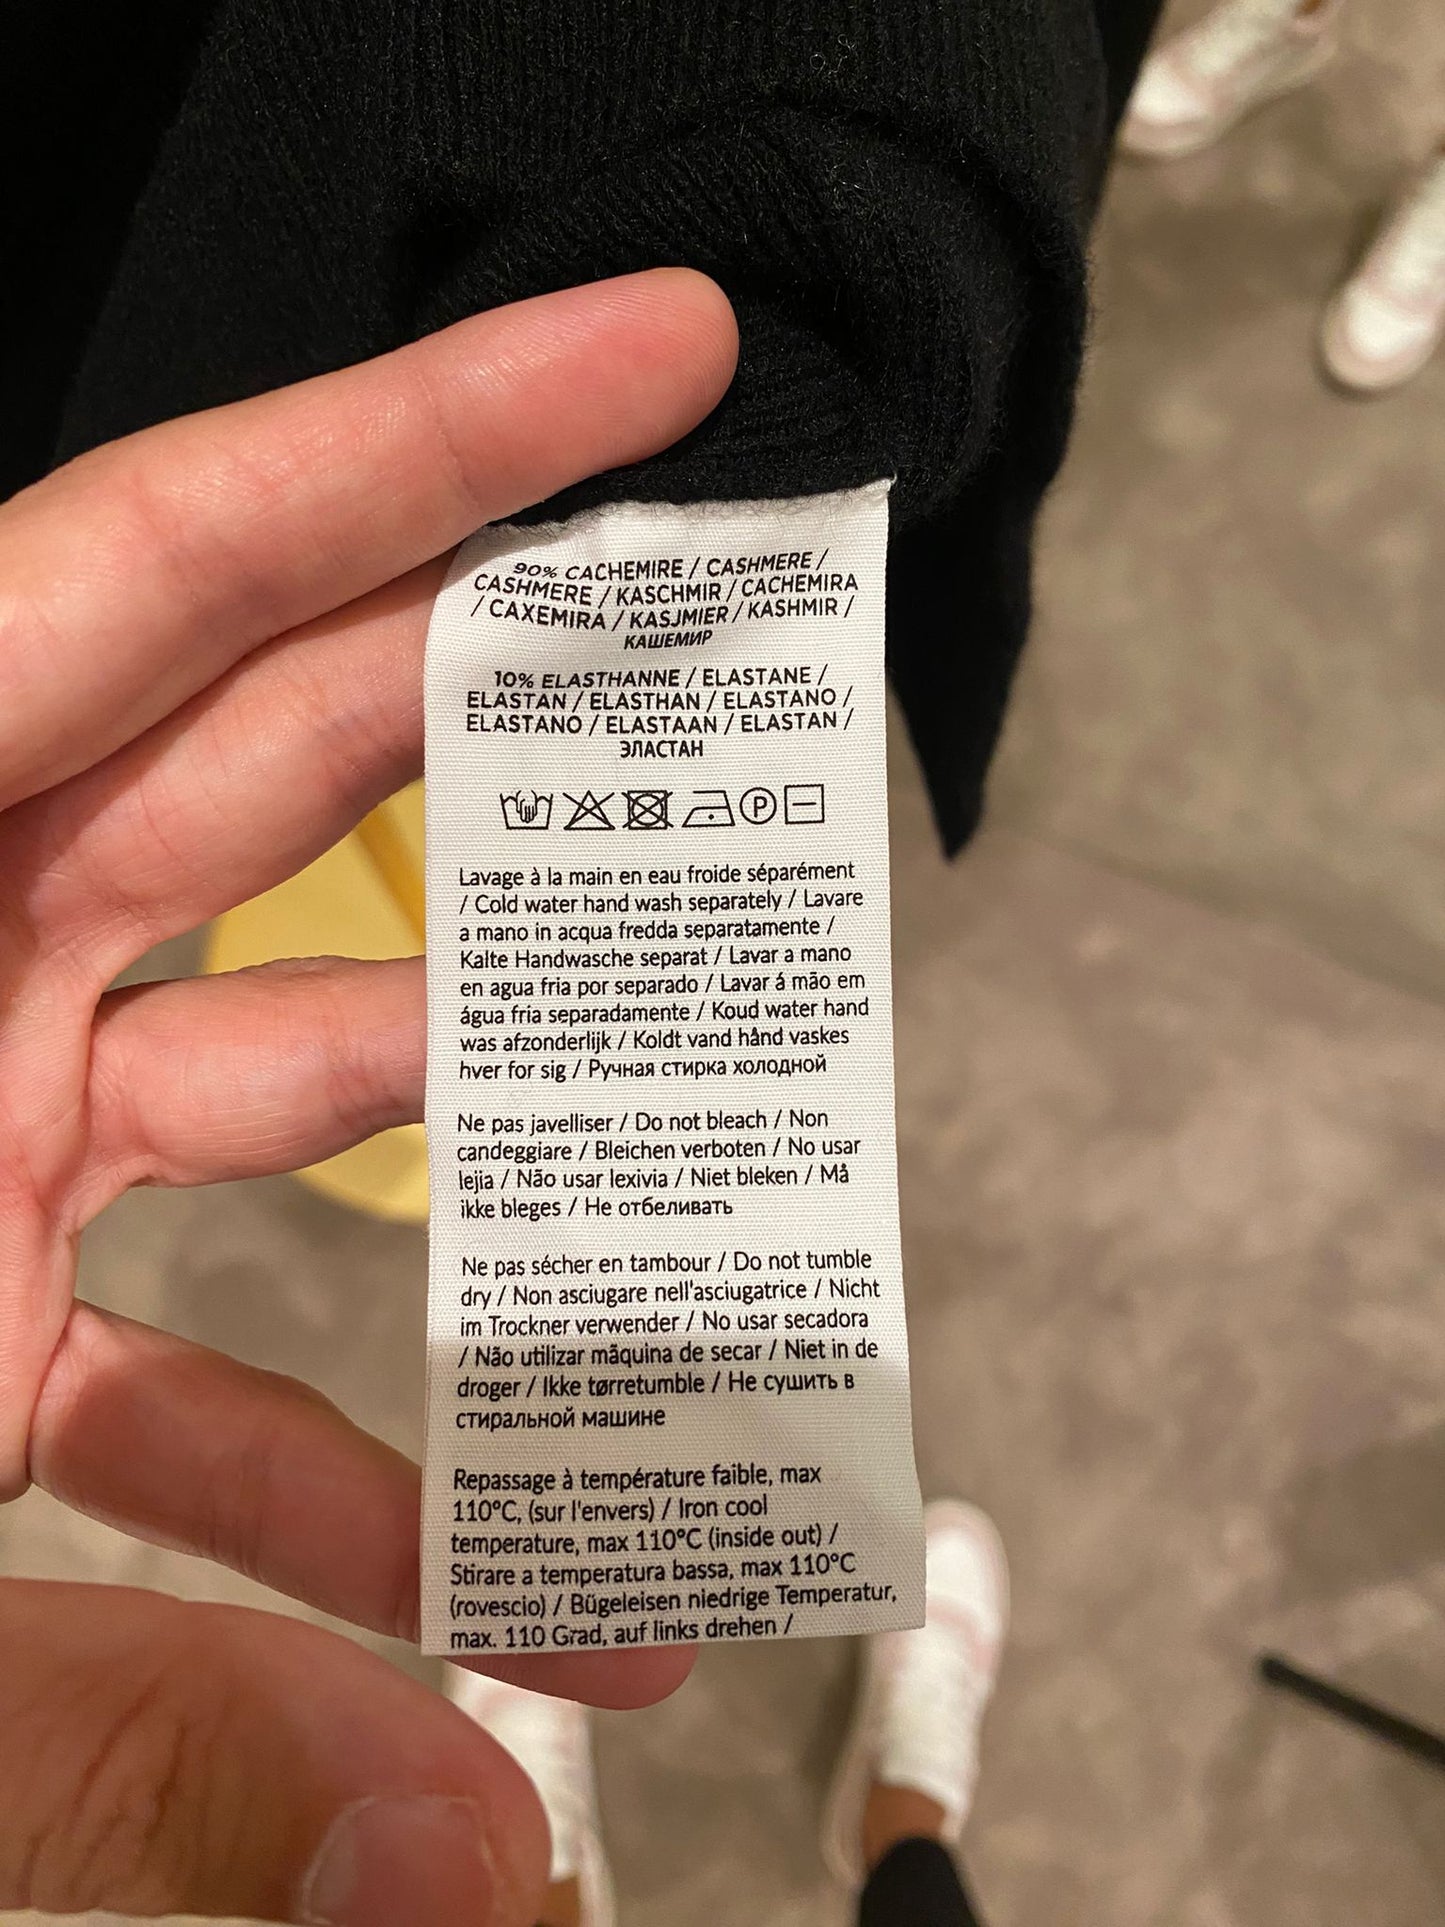 90% CACHEMIRE / CASHMERE /
CASHMERE / KASCHMIR / CACHEMIRA
/ CAXEMIRA / KASJMIER / KASHMIR /
КАШЕМИР
10% ELASTHANNE / ELASTANE /
ELASTAN / ELASTHAN / ELASTANO /
ELASTANO / ELASTAAN / ELASTAN /
ЭЛАСТАН
P
Lavage à la main en eau froide séparément
/ Cold water hand wash separately / Lavare
a mano in acqua fredda separatamente /
Kalte Handwasche separat / Lavar a mano
en agua fria por separado / Lavar á mão em
água fria separadamente / Koud water hand
was afzonderlijk / Koldt vand hånd vaskes
hver for sig / Ручная стирка холодной
Ne pas javelliser / Do not bleach / Non
candeggiare / Bleichen verboten / No usar
lejia / Não usar lexivia / Niet bleken / Må
ikke bleges / Не отбеливать
Ne pas sécher en tambour / Do not tumble
dry / Non asciugare nell'asciugatrice / Nicht
im Trockner verwender / No usar secadora
/ Não utilizar mãquina de secar / Niet in de
droger / Ikke tørretumble / Не сушить в
стиральной машине
Repassage à température faible, max
110°C, (sur l'envers) / Iron cool
temperature, max 110°C (inside out) /
Stirare a temperatura bassa, max 110°C
(rovescio) / Bügeleisen niedrige Temperatur,
max. 110 Grad, auf links drehen /